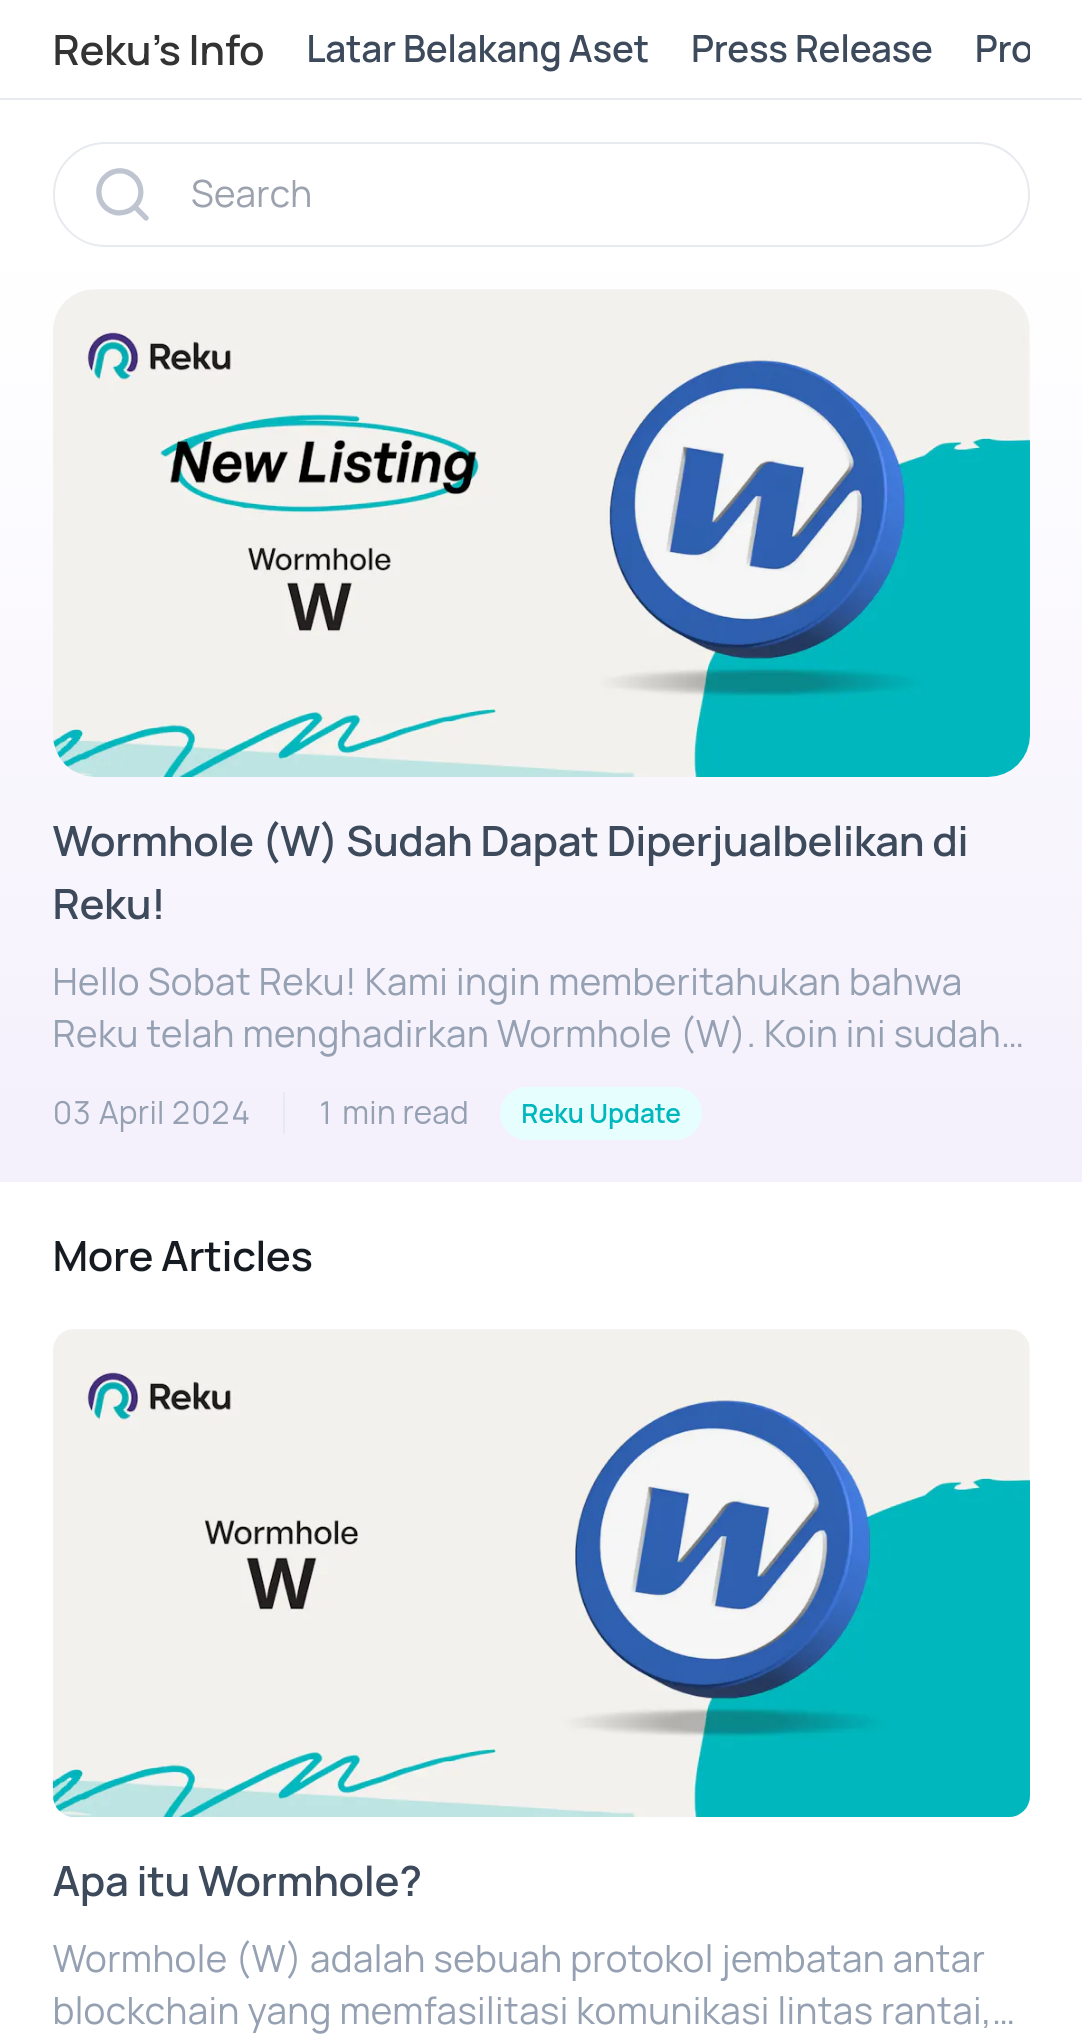 Reku's Info
Latar Belakang Aset
Press Release
Pro
Search
Reku
New Listing
Wormhole
W
Wormhole (W) Sudah Dapat Diperjualbelikan di
Reku!
Hello Sobat Reku! Kami ingin memberitahukan bahwa
Reku telah menghadirkan Wormhole (W). Koin ini sudah...
03 April 2024
1 min read
Reku Update
More Articles
Reku
Wormhole
W
Apa itu Wormhole?
Wormhole (W) adalah sebuah protokol jembatan antar
blockchain yang memfasilitasi komunikasi lintas rantai,...